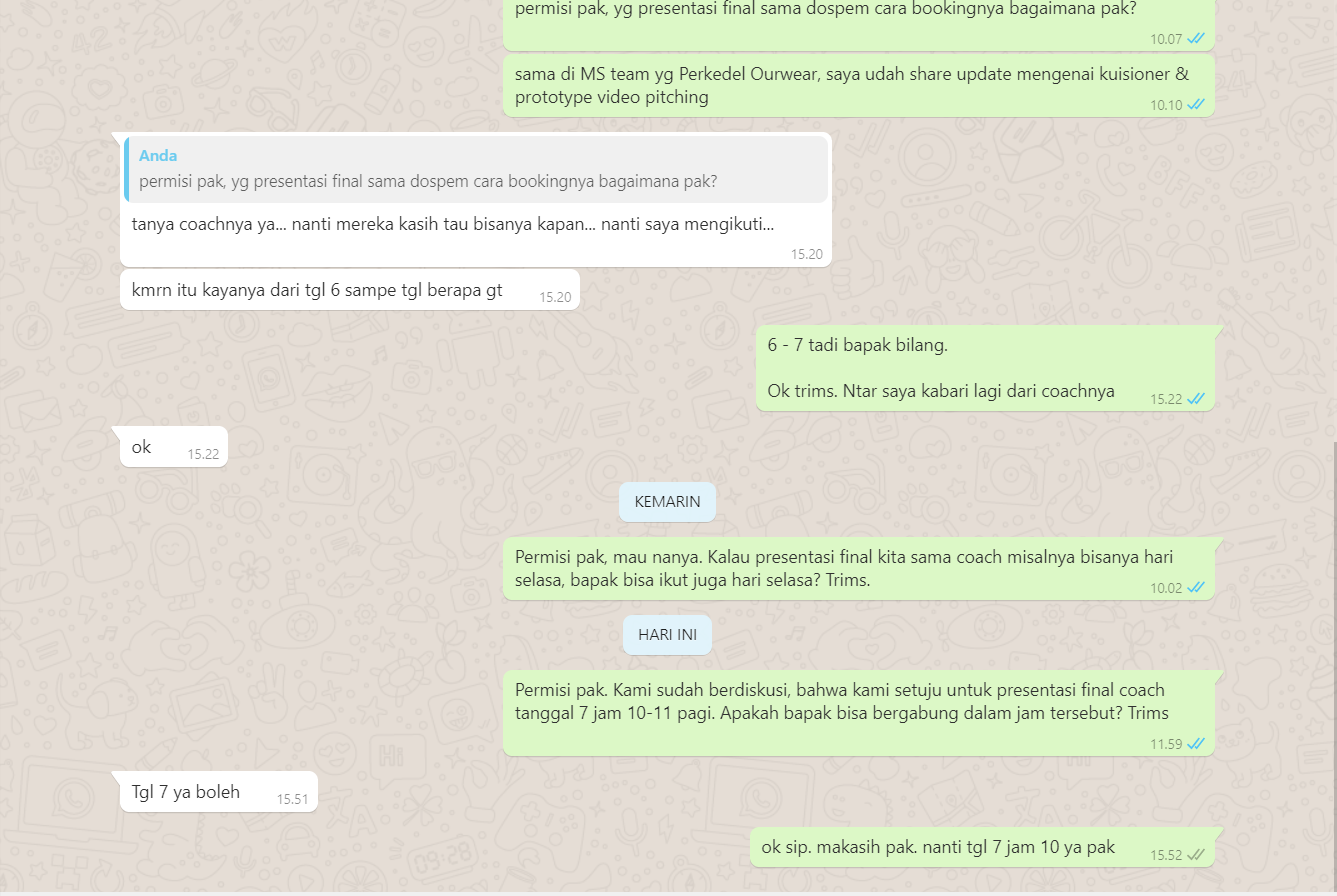 permisi pak, yg presentasi final sama dospem cara bookingnya bagaimana pak?
10.07
sama di MS team yg Perkedel Ourwear, saya udah share update mengenai kuisioner &
prototype video pitching
10.10
Anda
permisi pak, yg presentasi final sama dospem cara bookingnya bagaimana pak?
tanya coachnya ya... nanti mereka kasih tau bisanya kapan... nanti saya mengikuti...
15.20
kmrn itu kayanya dari tgl 6 sampe tgl berapa gt
15.20
6 - 7 tadi bapak bilang.
Ok trims. Ntar saya kabari lagi dari coachnya
15.22
ok
15.22
KEMARIN
Permisi pak, mau nanya. Kalau presentasi final kita sama coach misalnya bisanya hari
selasa, bapak bisa ikut juga hari selasa? Trims.
10.02
HARI INI
Permisi pak. Kami sudah berdiskusi, bahwa kami setuju untuk presentasi final coach
tanggal 7 jam 10-11 pagi. Apakah bapak bisa bergabung dalam jam tersebut? Trims
11.59
Tgl 7 ya boleh
15.51
ok sip. makasih pak. nanti tgl 7 jam 10 ya pak
15.52